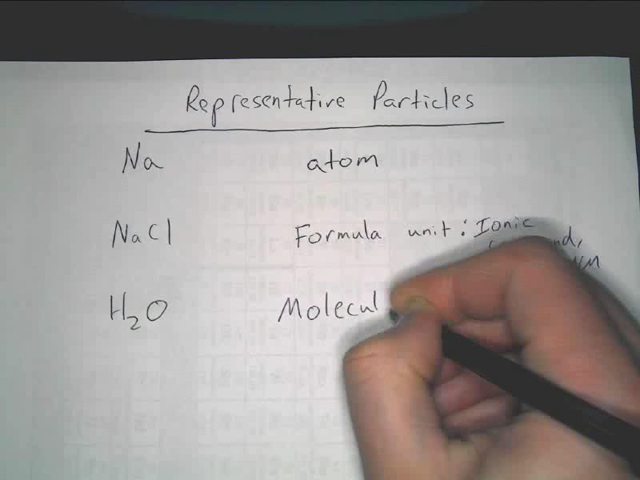 Representative Particles
Na atom
NaCl Formula unit: Ionic
H₂O Molecul